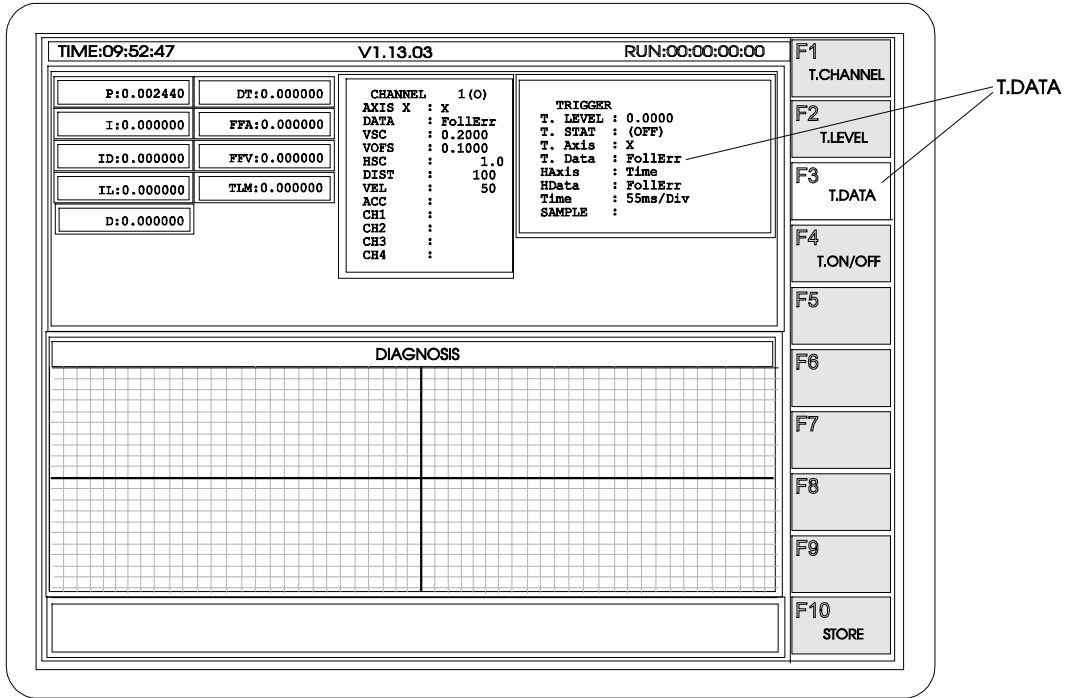 TIME:09:52:47 V1.13.03 RUN:00:00:00:00
P:0.002440 DT:0.000000
I:0.000000 FFA:0.000000
ID:0.000000 FFV:0.000000
IL:0.000000 TLM:0.000000
D:0.000000
CHANNEL 1(O)
AXIS X : X
DATA : FollErr
VSC : 0.2000
VOFS : 0.1000
HSC : 1.0
DIST : 100
VEL : 50
ACC :
CH1 :
CH2 :
CH3 :
CH4 :
TRIGGER
T. LEVEL : 0.0000
T. STAT : (OFF)
T. Axis : X
T. Data : FollErr
HAxis : Time
HData : FollErr
Time : 55ms/Div
SAMPLE :
DIAGNOSIS
F1
T.CHANNEL
F2
T.LEVEL
F3
T.DATA
F4
T.ON/OFF
F5
F6
F7
F8
F9
F10
STORE
T.DATA